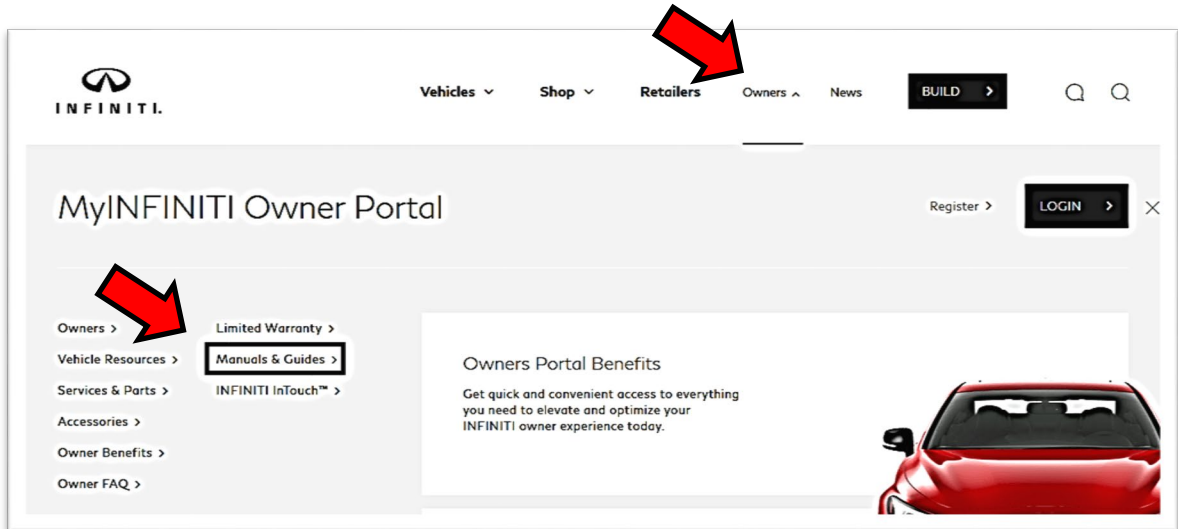 INFINITI.
Vehicles Shop Retailers Owners News BUILD
MyINFINITI Owner Portal
Register LOGIN
Owners
Vehicle Resources
Services & Parts
Accessories
Owner Benefits
Owner FAQ
Limited Warranty
Manuals & Guides
INFINITI InTouch™
Owners Portal Benefits
Get quick and convenient access to everything
you need to elevate and optimize your
INFINITI owner experience today.